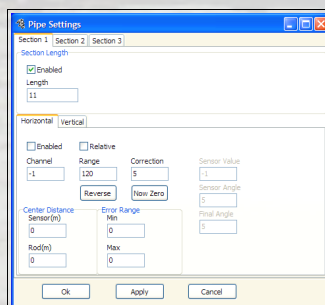 Pipe Settings
Section 1 Section 2 Section 3
Section Length
Enabled
Length
11
Horizontal Vertical
Enabled Relative
Channel Range Correction Sensor Value
-1 120 5 -1
Reverse Now Zero Sensor Angle
5
Center Distance Error Range Final Angle
Sensor(m) Min 5
0 0
Rod(m) Max
0 0
Ok Apply Cancel